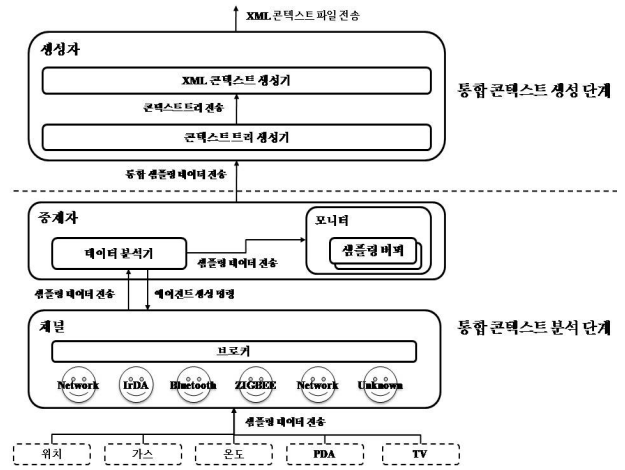 XML 콘텍스트 파일 전송
생성자
XML 콘텍스트 생성기
콘텍스트트리 전송
콘텍스트 트리 생성기
통합 콘텍스트 생성 단계
통합 샘플링 데이터 전송
중재자
모니터
데이터 분석기
샘플링 버퍼
샘플링 데이터 전송
샘플링 데이터 전송
에이전트 생성 명령
채널
통합 콘텍스트 분석 단계
브로커
Network
IrDA
Bluetooth
ZIGBEE
Network
Unknown
샘플링 데이터 전송
위치
가스
온도
PDA
TV